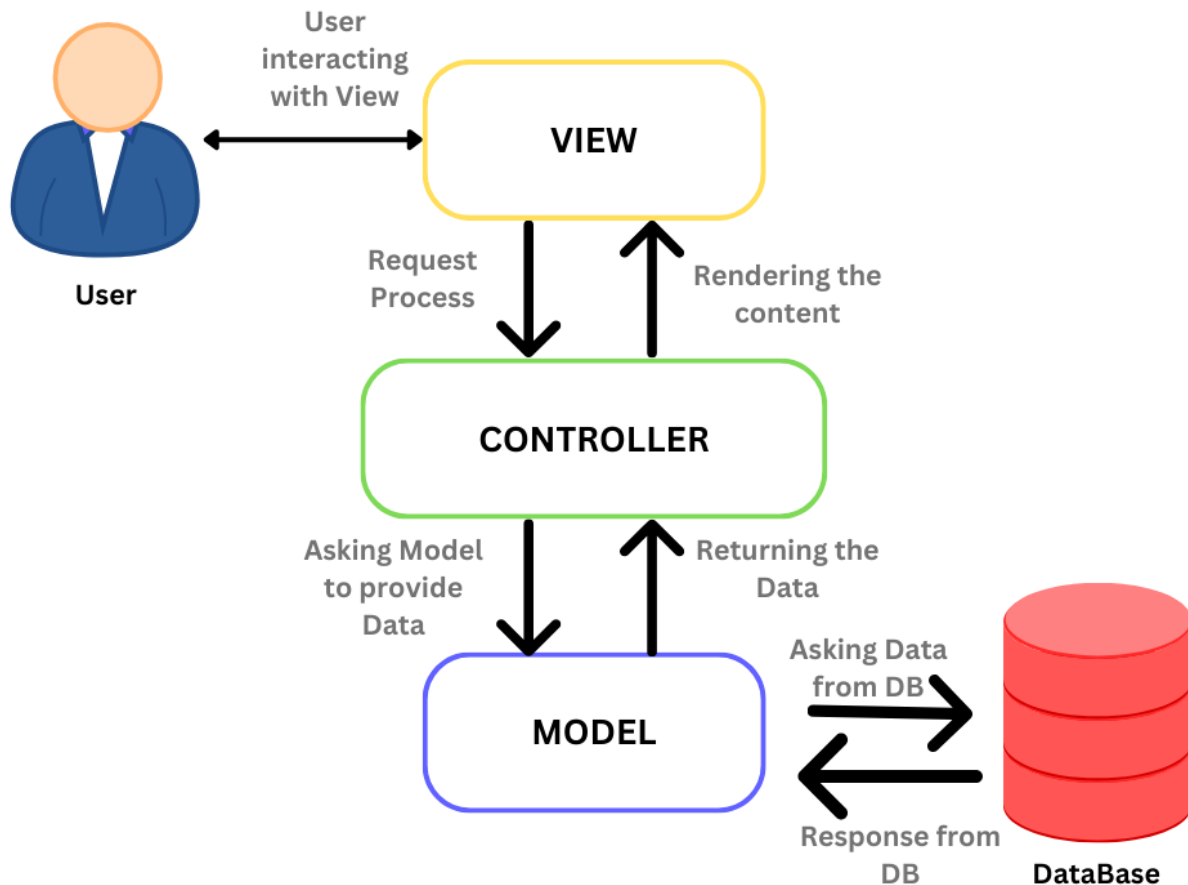 User
interacting
with View
VIEW
User
Request
Process
Rendering the
content
CONTROLLER
Asking Model
to provide
Data
Returning the
Data
MODEL
Asking Data
from DB
Response from
DB
DataBase